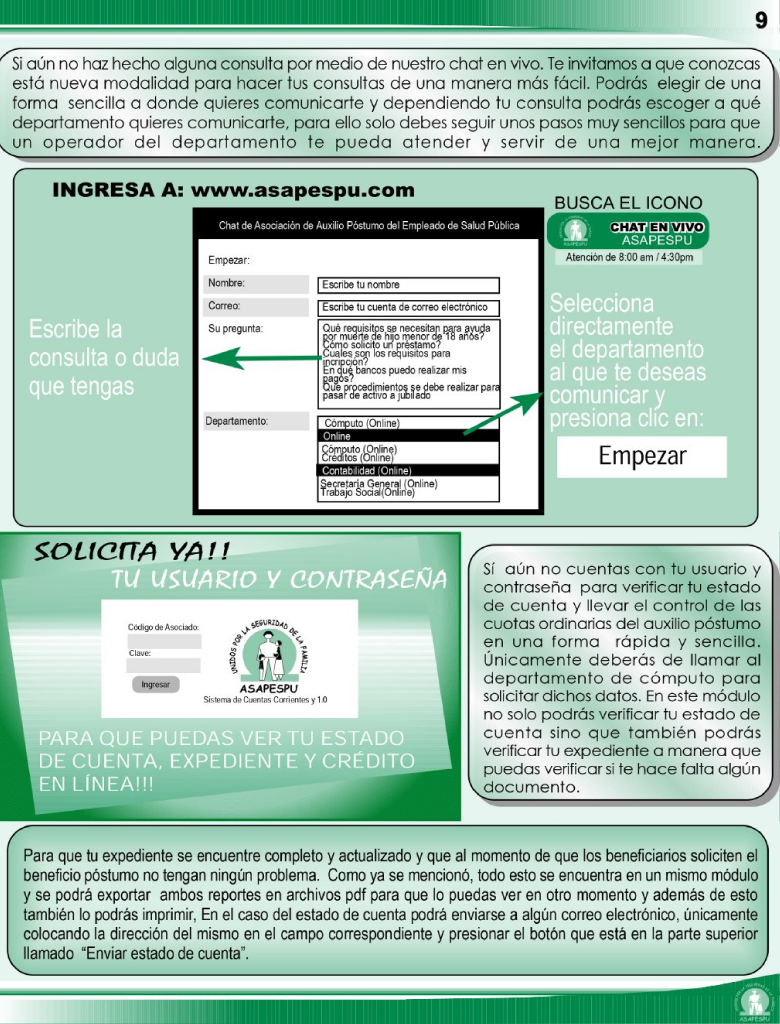 9
Si aún no haz hecho alguna consulta por medio de nuestro chat en vivo. Te invitamos a que conozcas
está nueva modalidad para hacer tus consultas de una manera más fácil. Podrás elegir de una
forma sencilla a donde quieres comunicarte y dependiendo tu consulta podrás escoger a qué
departamento quieres comunicarte, para ello solo debes seguir unos pasos muy sencillos para que
un operador del departamento te pueda atender y servir de una mejor manera.
INGRESA A: www.asapespu.com
BUSCA EL ICONO
CHAT EN VIVO
ASAPESPU
ASAPESPU
Atención de 8:00 am / 4:30pm
Chat de Asociación de Auxilio Póstumo del Empleado de Salud Pública
Empezar:
Nombre:
Escribe tu nombre
Correo:
Escribe tu cuenta de correo electrónico
Su pregunta:
Qué requisitos se necesitan para ayuda
por muerte de hijo menor de 18 años?
Cómo solicito un préstamo?
Cuales son los requisitos para
incripción?
En qué bancos puedo realizar mis
pagos?
Que procedimientos se debe realizar para
pasar de activo a jubilado
Departamento:
Cómputo (Online)
Online
Cómputo (Online)
Créditos (Online)
Contabilidad (Online)
Secretaría General (Online)
Trabajo Social(Online)
Escribe la
consulta o duda
que tengas
Selecciona
directamente
el departamento
al que te deseas
comunicar y
presiona clic en:
Empezar
SOLICITA YA!!
TU USUARIO Y CONTRASEÑA
Código de Asociado:
Clave:
Ingresar
UNIDOS POR LA SEGURIDAD DE LA FAMILIA
ASAPESPU
Sistema de Cuentas Corrientes y 1.0
PARA QUE PUEDAS VER TU ESTADO
DE CUENTA, EXPEDIENTE Y CRÉDITO
EN LÍNEA!!!
Sí aún no cuentas con tu usuario y
contraseña para verificar tu estado
de cuenta y llevar el control de las
cuotas ordinarias del auxilio póstumo
en una forma rápida y sencilla.
Únicamente deberás de llamar al
departamento de cómputo para
solicitar dichos datos. En este módulo
no solo podrás verificar tu estado de
cuenta sino que también podrás
verificar tu expediente a manera que
puedas verificar si te hace falta algún
documento.
Para que tu expediente se encuentre completo y actualizado y que al momento de que los beneficiarios soliciten el
beneficio póstumo no tengan ningún problema. Como ya se mencionó, todo esto se encuentra en un mismo módulo
y se podrá exportar ambos reportes en archivos pdf para que lo puedas ver en otro momento y además de esto
también lo podrás imprimir, En el caso del estado de cuenta podrá enviarse a algún correo electrónico, únicamente
colocando la dirección del mismo en el campo correspondiente y presionar el botón que está en la parte superior
llamado “Enviar estado de cuenta”.
ASAPESPU